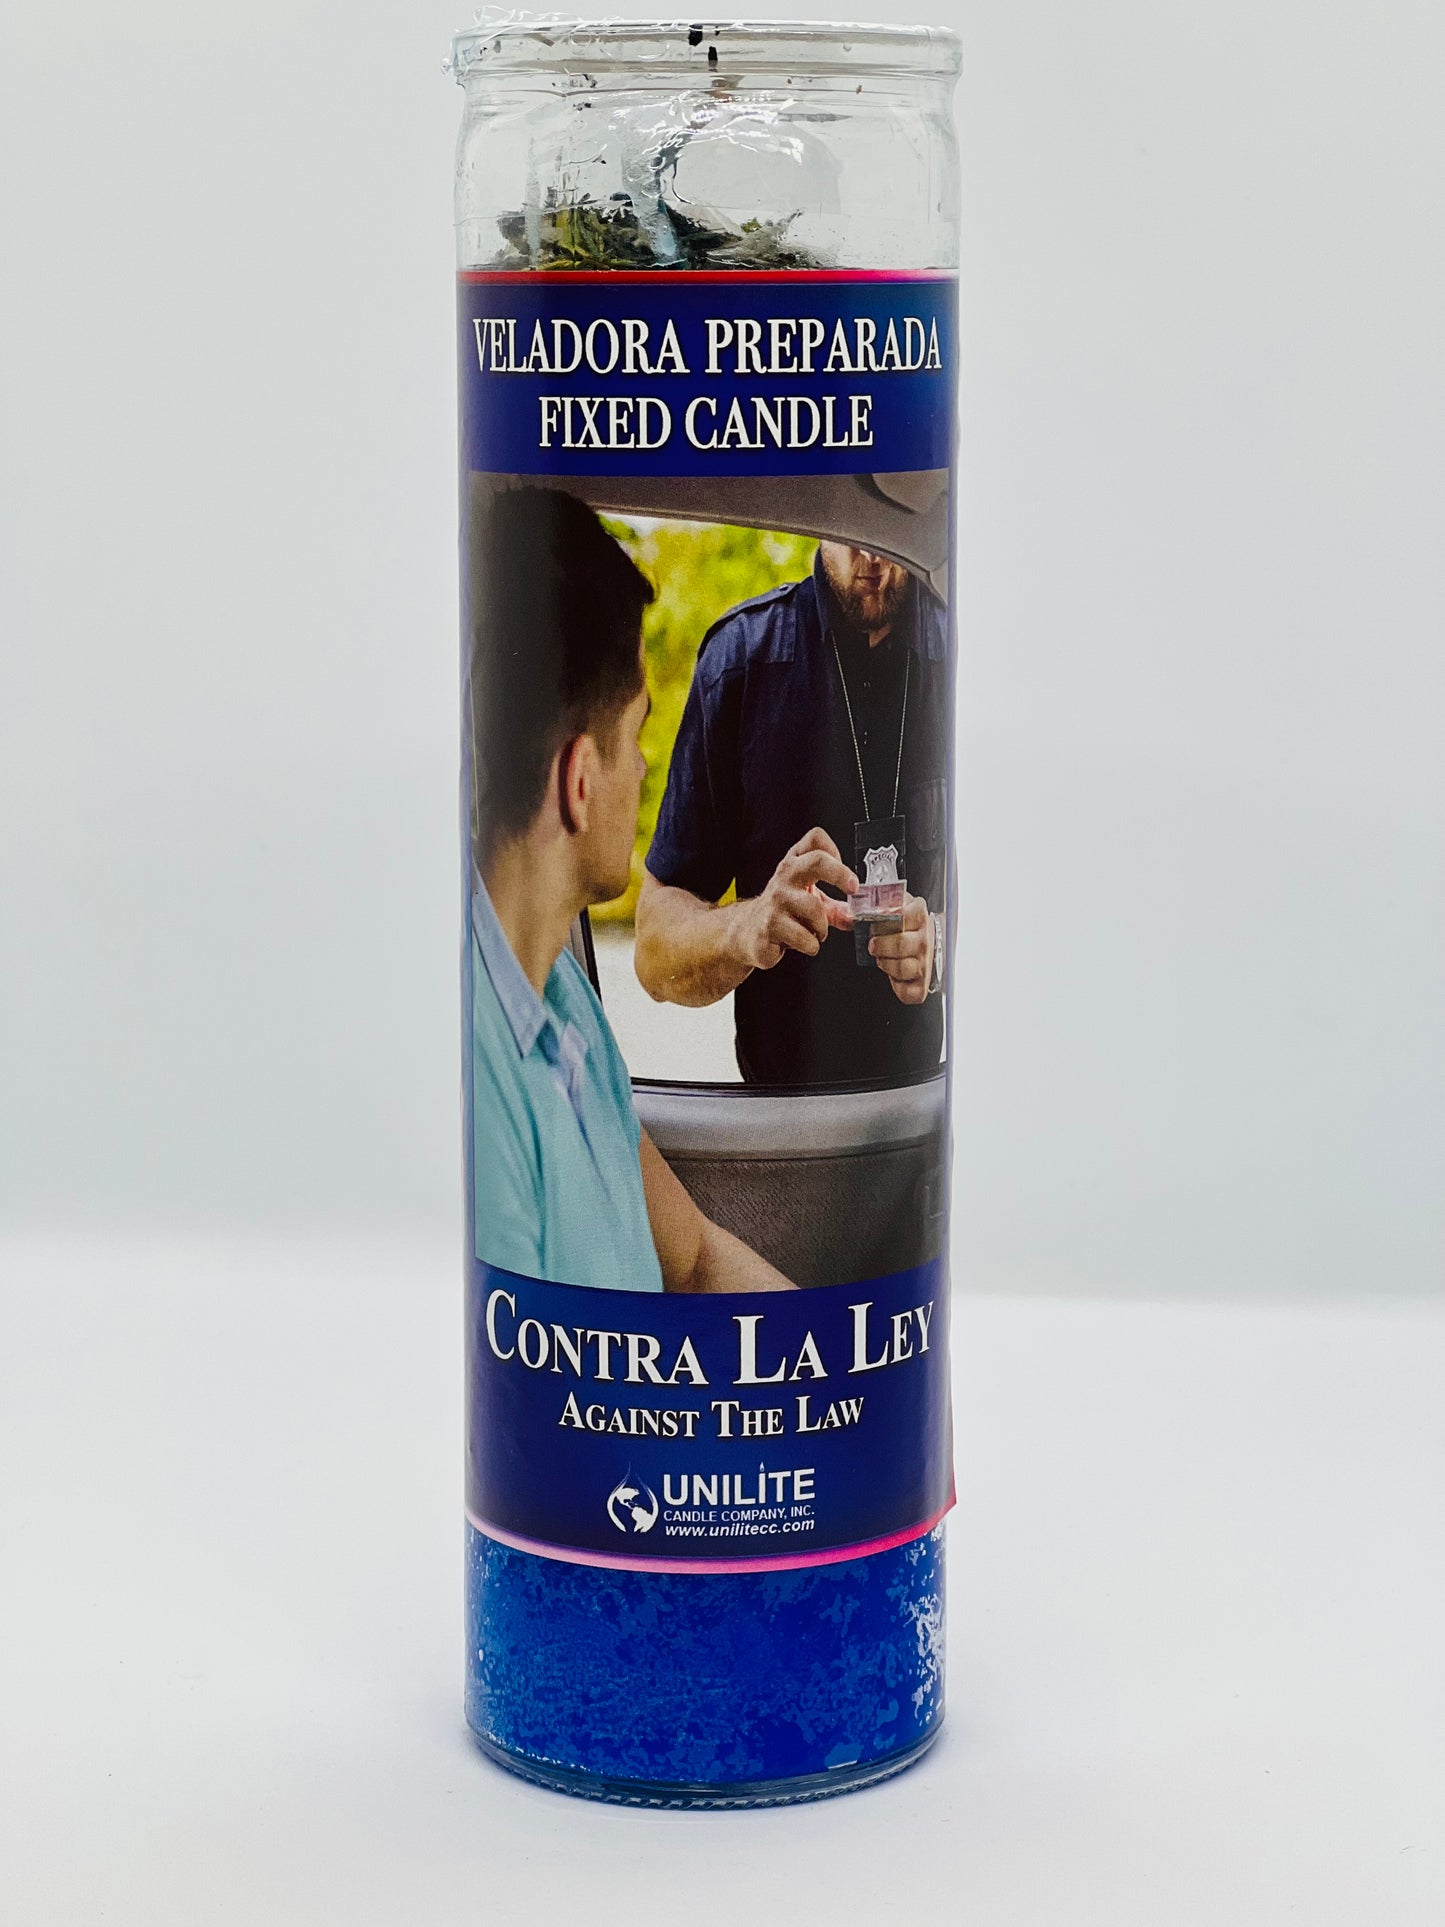 VELADORA PREPARADA
FIXED CANDLE
CONTRA LA LEY
AGAINST THE LAW
UNILITE
CANDLE COMPANY, INC.
www.unilitecc.com